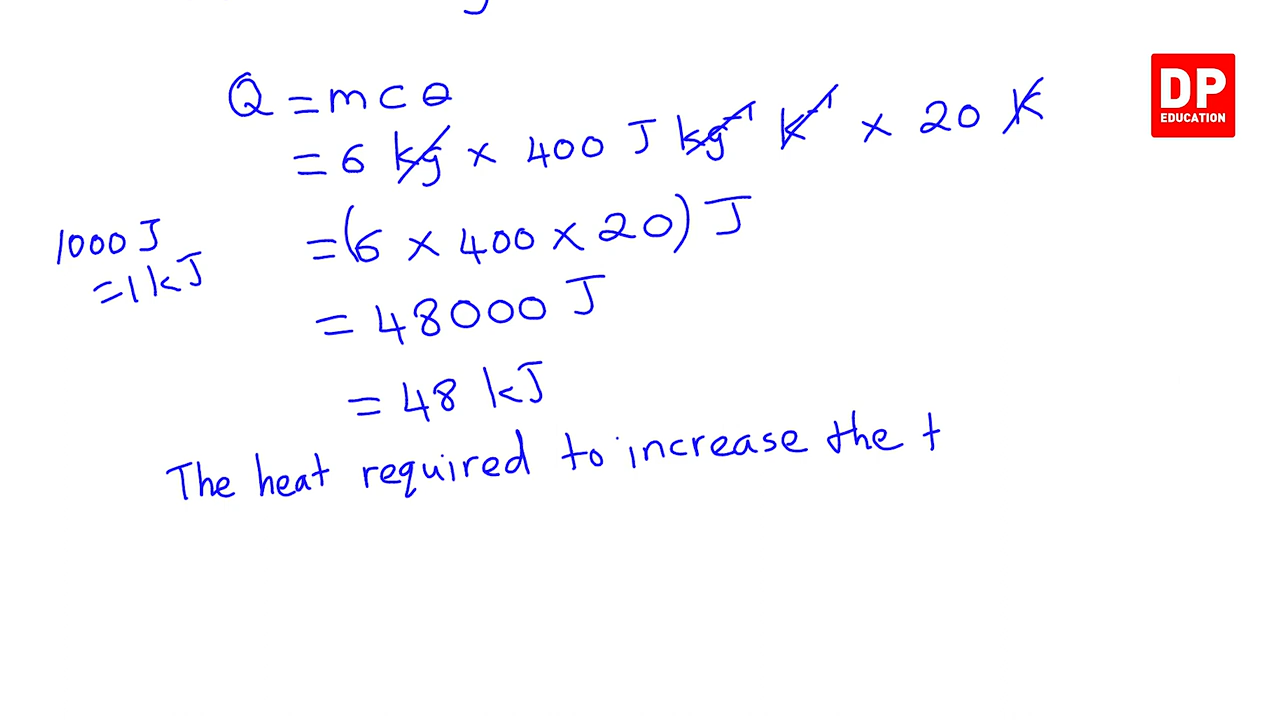 Q = m c θ
= 6 kg × 400 J kg⁻¹ K⁻¹ × 20 K
1000 J
= 1 kJ
= (6 × 400 × 20) J
= 48000 J
= 48 kJ
The heat required to increase the t
DP
EDUCATION